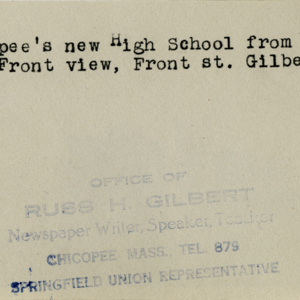 pee's new High School from
Front view, Front st. Gilbe
OFFICE OF
RUSS H. GILBERT
Newspaper Writer, Speaker, Teacher
CHICOPEE MASS., TEL 879
SPRINGFIELD UNION REPRESENTATIVE